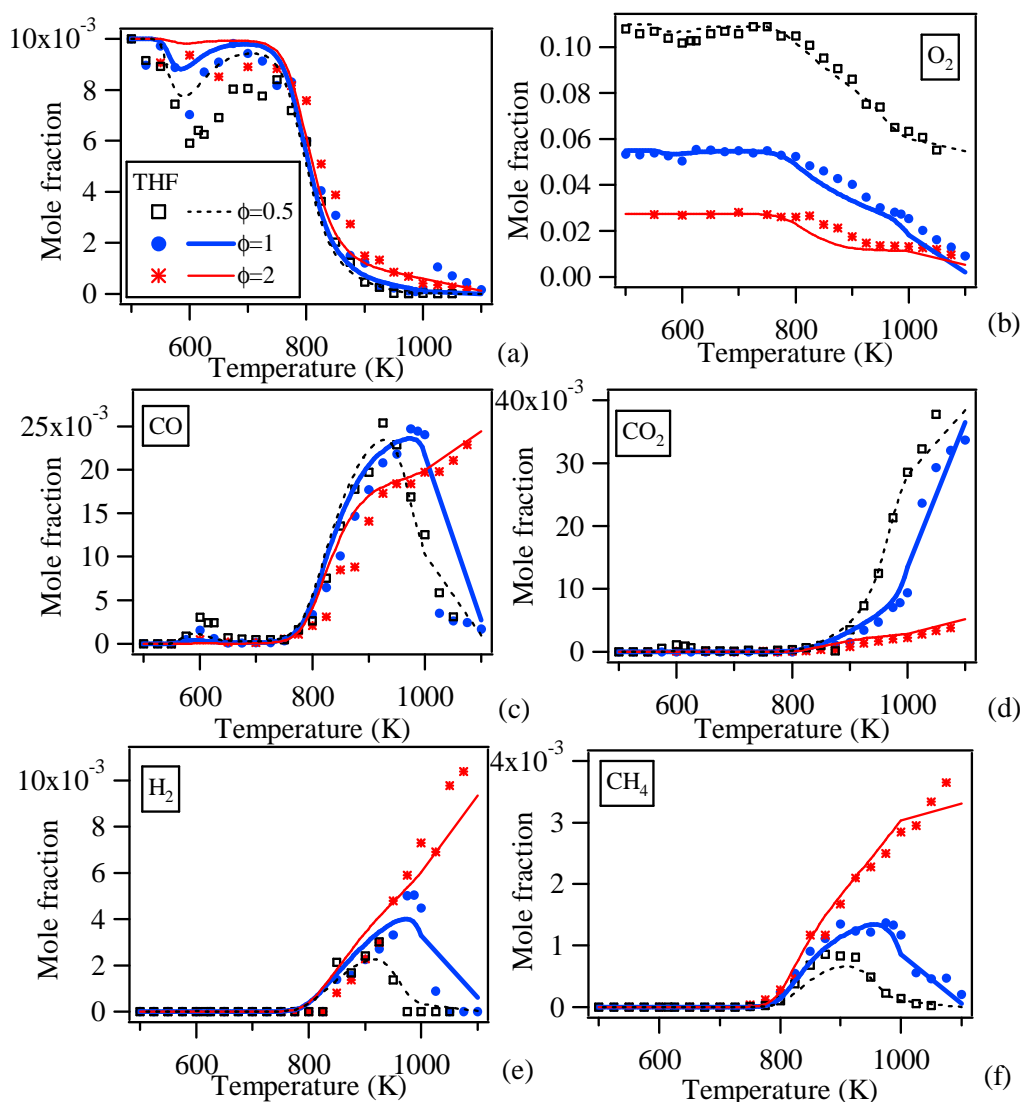 10x10⁻³
8
6
4
2
0
Mole fraction
THF
ϕ=0.5
ϕ=1
ϕ=2
600
800
1000
Temperature (K)
(a)
0.10
0.08
0.06
0.04
0.02
0.00
Mole fraction
O₂
600
800
1000
Temperature (K)
(b)
25x10⁻³
20
15
10
5
0
Mole fraction
CO
600
800
1000
Temperature (K)
(c)
40x10⁻³
30
20
10
0
Mole fraction
CO₂
600
800
1000
Temperature (K)
(d)
10x10⁻³
8
6
4
2
0
Mole fraction
H₂
600
800
1000
Temperature (K)
(e)
4x10⁻³
3
2
1
0
Mole fraction
CH₄
600
800
1000
Temperature (K)
(f)